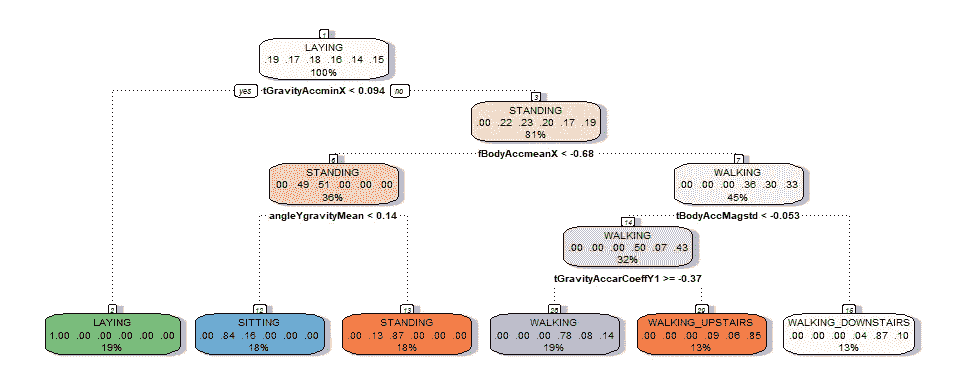 1
LAYING
.19 .17 .18 .16 .14 .15
100%
yes tGravityAccminX < 0.094 no
3
STANDING
.00 .22 .23 .20 .17 .19
81%
fBodyAccmeanX < -0.68
6
STANDING
.00 .49 .51 .00 .00 .00
36%
7
WALKING
.00 .00 .00 .36 .30 .33
45%
angleYgravityMean < 0.14
tBodyAccMagstd < -0.053
14
WALKING
.00 .00 .00 .50 .07 .43
32%
tGravityAccarCoeffY1 >= -0.37
2
LAYING
1.00 .00 .00 .00 .00 .00
19%
12
SITTING
.00 .84 .16 .00 .00 .00
18%
13
STANDING
.00 .13 .87 .00 .00 .00
18%
28
WALKING
.00 .00 .00 .78 .08 .14
19%
29
WALKING_UPSTAIRS
.00 .00 .00 .09 .06 .85
13%
15
WALKING_DOWNSTAIRS
.00 .00 .00 .04 .87 .10
13%